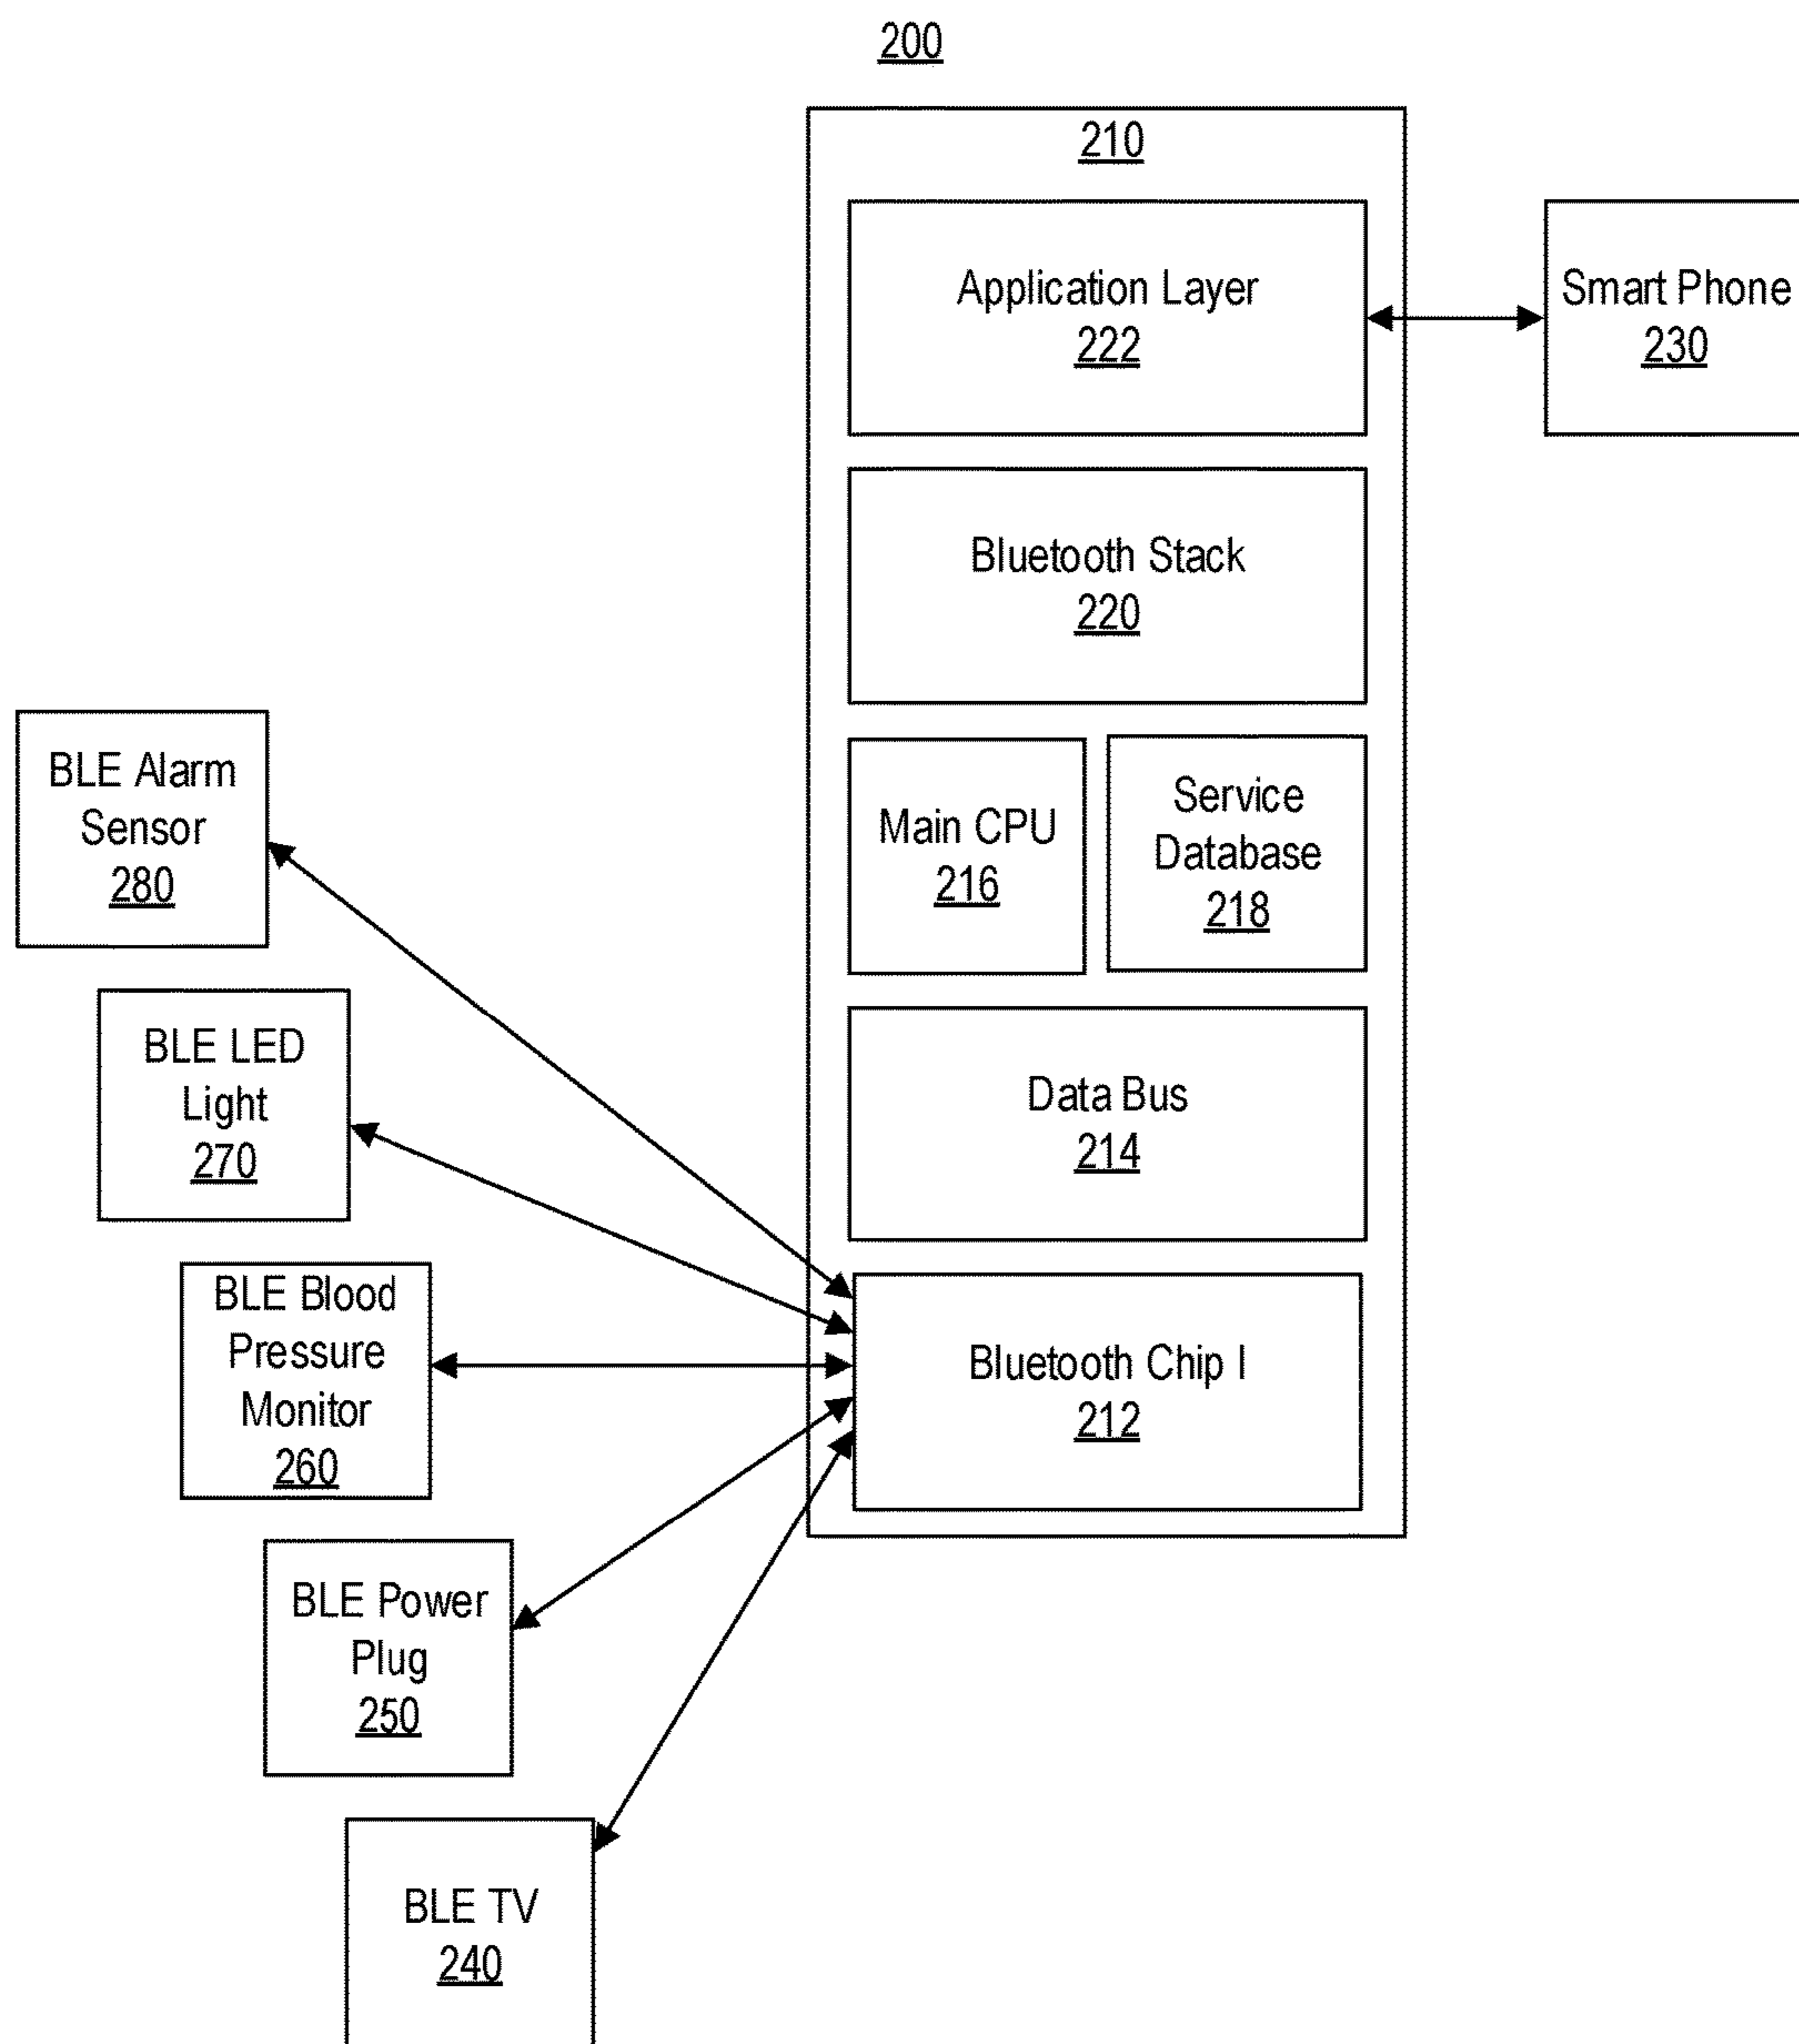 200
210
Application Layer
222
Smart Phone
230
Bluetooth Stack
220
BLE Alarm
Sensor
280
Main CPU
216
Service
Database
218
BLE LED
Light
270
Data Bus
214
BLE Blood
Pressure
Monitor
260
Bluetooth Chip I
212
BLE Power
Plug
250
BLE TV
240